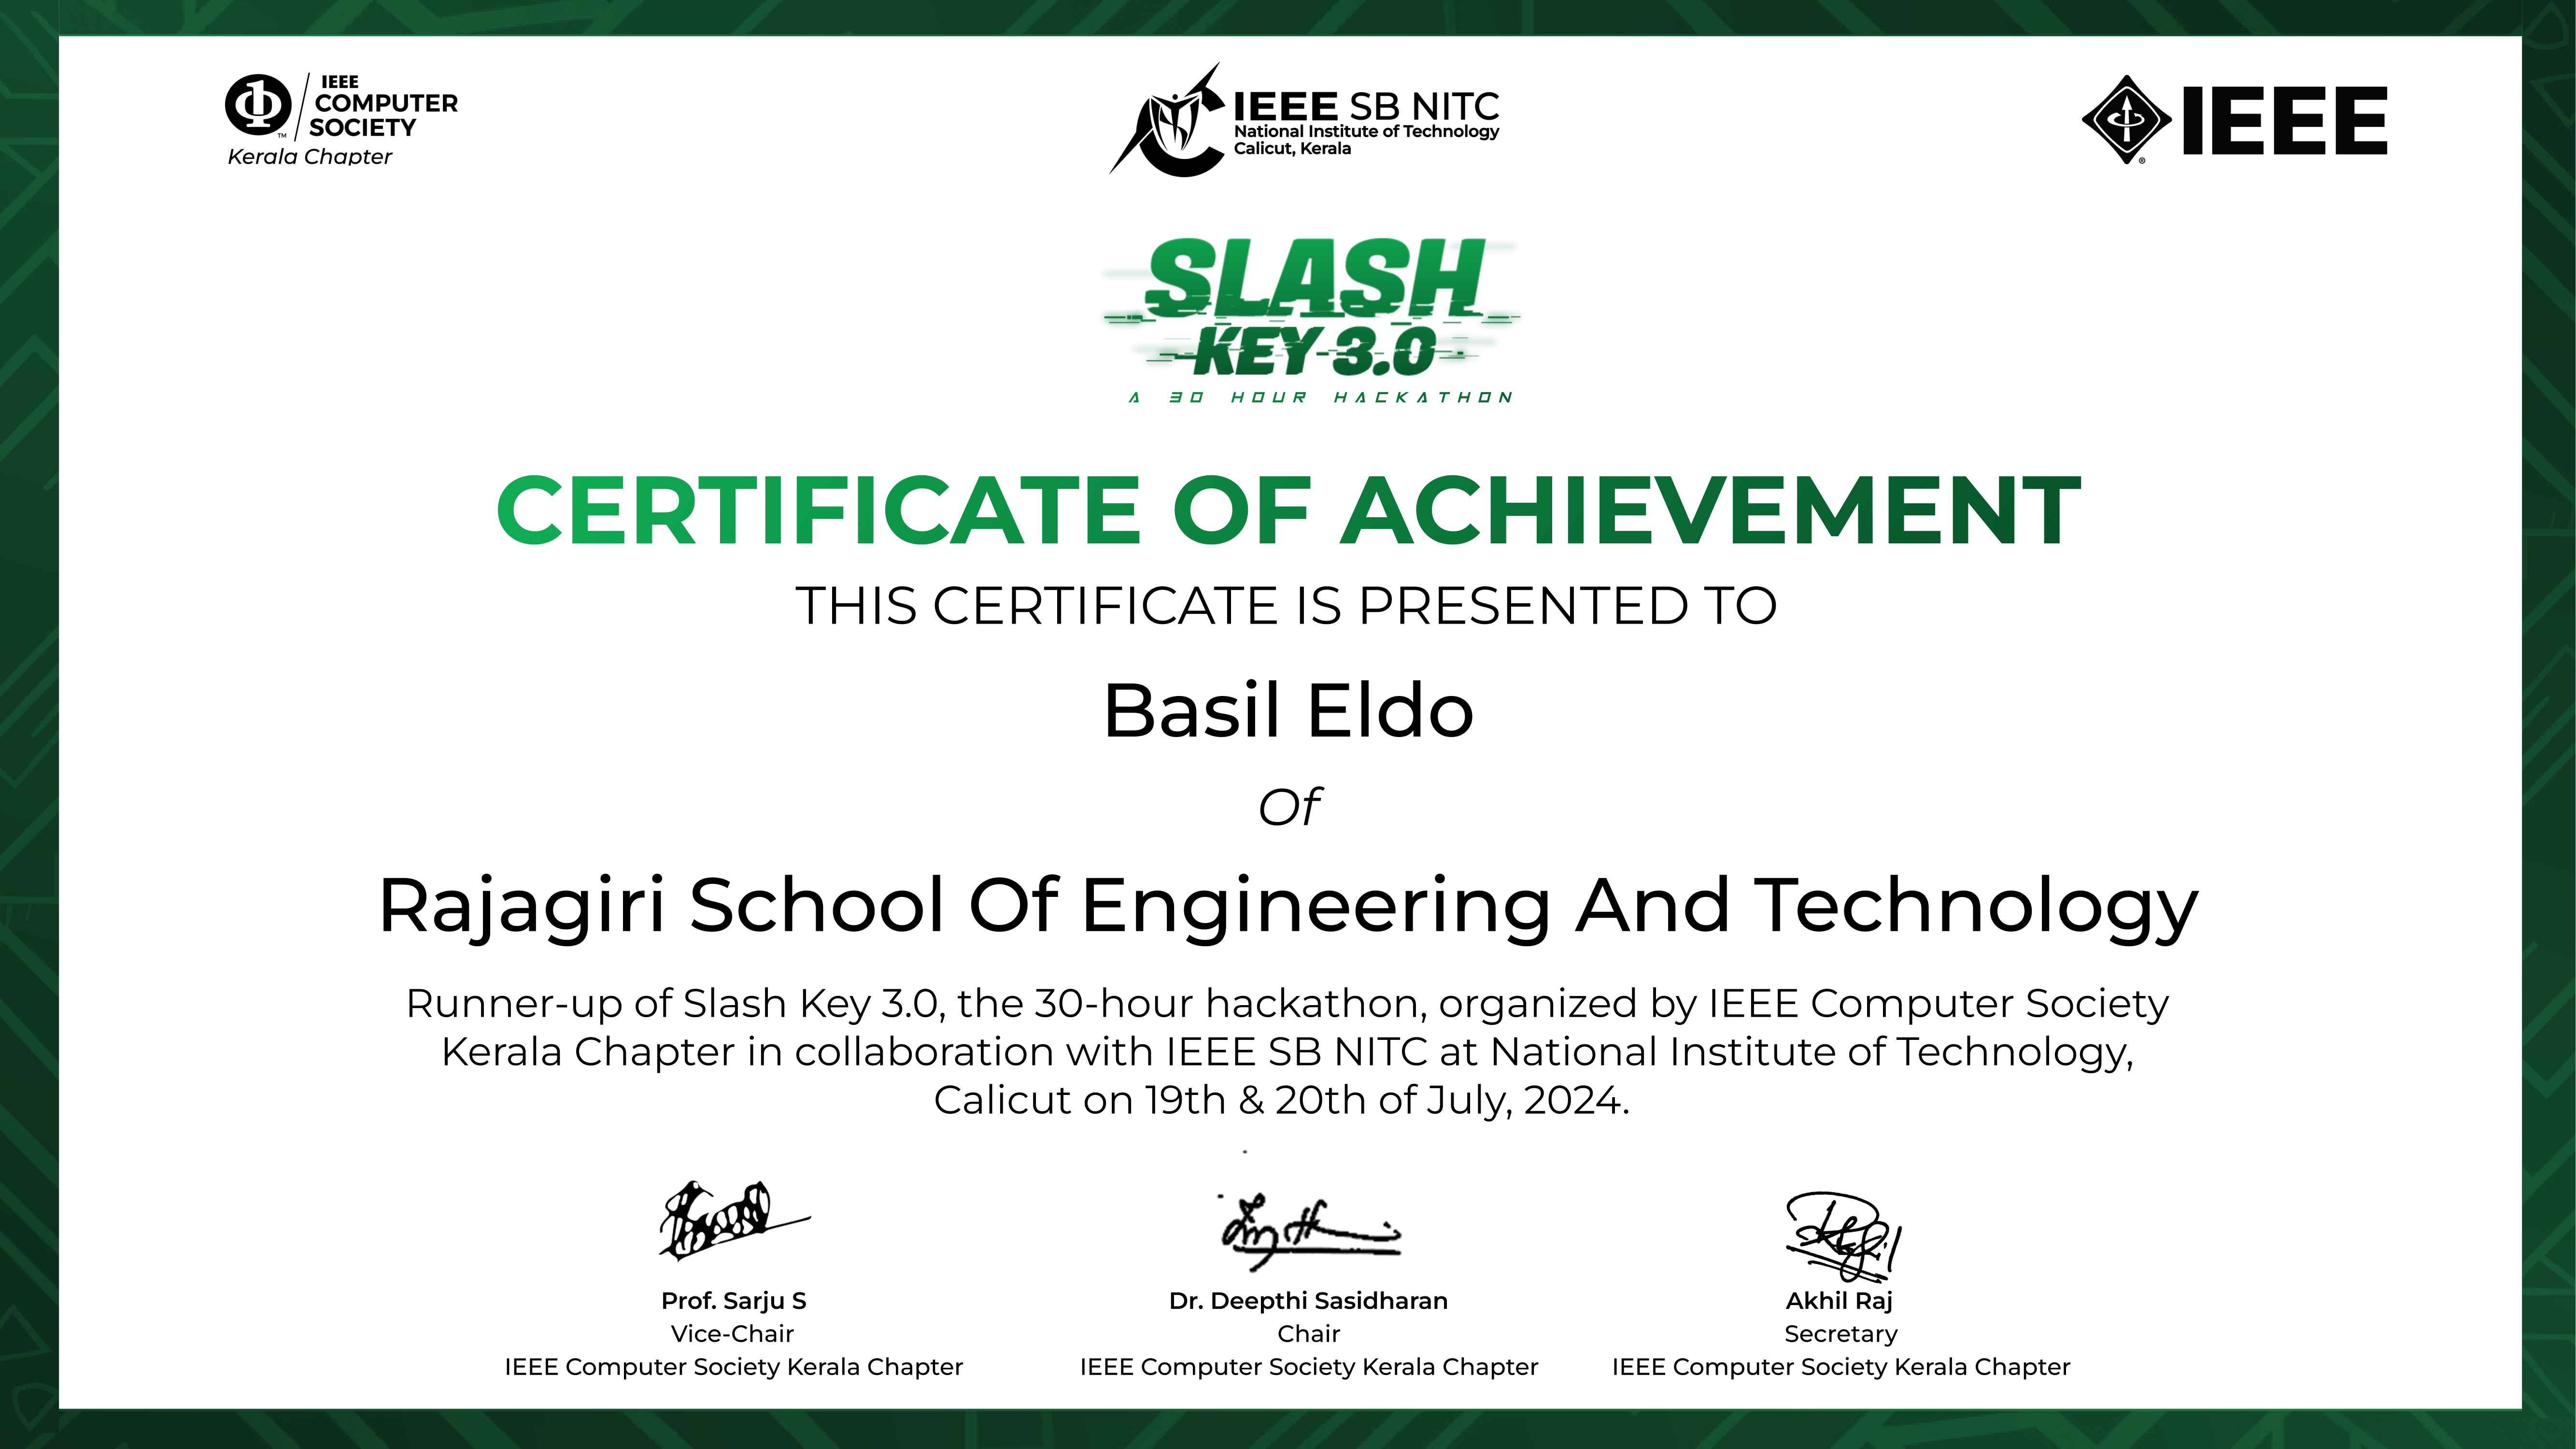 IEEE
COMPUTER
SOCIETY
Kerala Chapter
IEEE SB NITC
National Institute of Technology
Calicut, Kerala
IEEE
SLASH
KEY 3.0
A 30 HOUR HACKATHON
CERTIFICATE OF ACHIEVEMENT
THIS CERTIFICATE IS PRESENTED TO
Basil Eldo
Of
Rajagiri School Of Engineering And Technology
Runner-up of Slash Key 3.0, the 30-hour hackathon, organized by IEEE Computer Society
Kerala Chapter in collaboration with IEEE SB NITC at National Institute of Technology,
Calicut on 19th & 20th of July, 2024.
Prof. Sarju S
Vice-Chair
IEEE Computer Society Kerala Chapter
Dr. Deepthi Sasidharan
Chair
IEEE Computer Society Kerala Chapter
Akhil Raj
Secretary
IEEE Computer Society Kerala Chapter